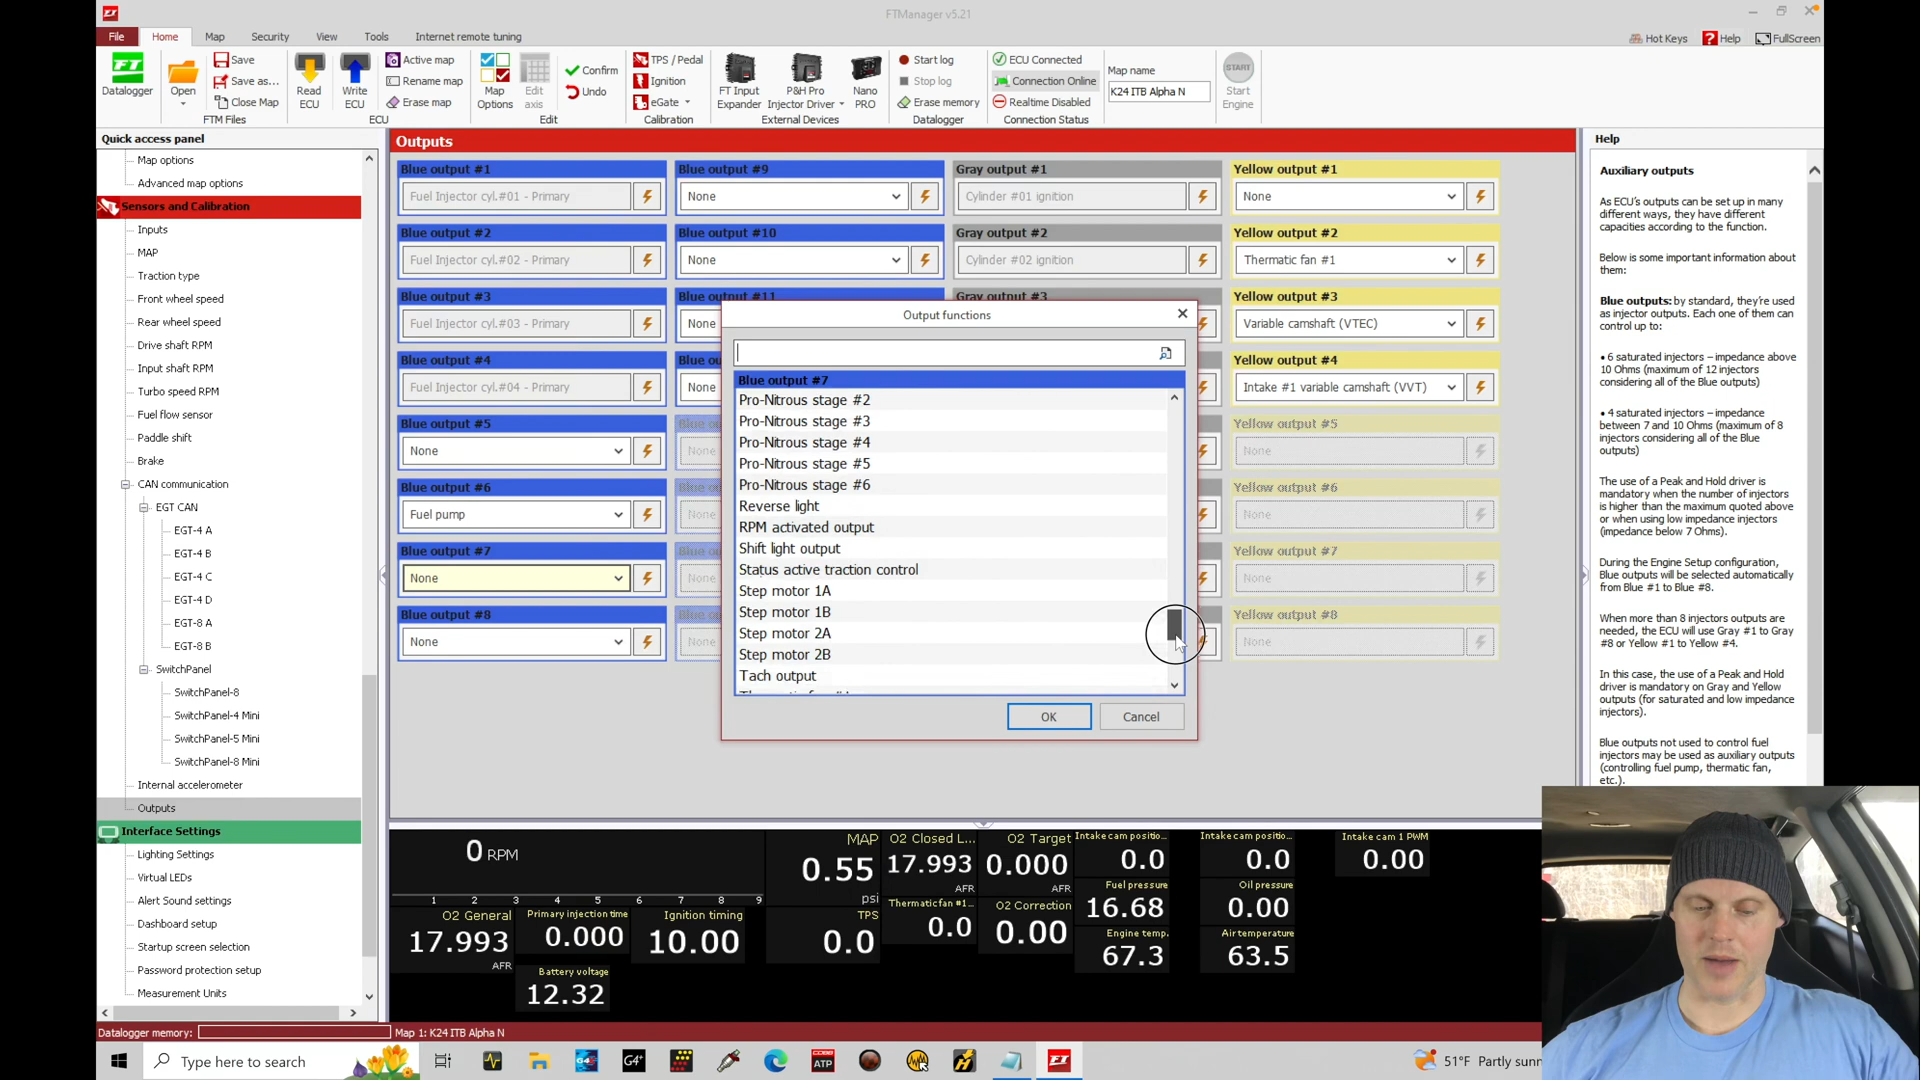 FTManager v5.21
File
Home
Map
Security
View
Tools
Internet remote tuning
Hot Keys
Help
FullScreen
Datalogger
Open
Save
Save as...
Close Map
FTM Files
Read ECU
Write ECU
ECU
Active map
Rename map
Erase map
Map Options
Edit axis
Confirm
Undo
Edit
TPS / Pedal
Ignition
eGate
Calibration
FT Input Expander
P&H Pro Injector Driver
Nano PRO
External Devices
Start log
Stop log
Erase memory
Datalogger
ECU Connected
Connection Online
Realtime Disabled
Connection Status
Map name
K24 ITB Alpha N
START
Start Engine
Quick access panel
Map options
Advanced map options
Sensors and Calibration
Inputs
MAP
Traction type
Front wheel speed
Rear wheel speed
Drive shaft RPM
Input shaft RPM
Turbo speed RPM
Fuel flow sensor
Paddle shift
Brake
CAN communication
EGT CAN
EGT-4 A
EGT-4 B
EGT-4 C
EGT-4 D
EGT-8 A
EGT-8 B
SwitchPanel
SwitchPanel-8
SwitchPanel-4 Mini
SwitchPanel-5 Mini
SwitchPanel-8 Mini
Internal accelerometer
Outputs
Interface Settings
Lighting Settings
Virtual LEDs
Alert Sound settings
Dashboard setup
Startup screen selection
Password protection setup
Measurement Units
Outputs
Blue output #1
Fuel Injector cyl.#01 - Primary
Blue output #2
Fuel Injector cyl.#02 - Primary
Blue output #3
Fuel Injector cyl.#03 - Primary
Blue output #4
Fuel Injector cyl.#04 - Primary
Blue output #5
None
Blue output #6
Fuel pump
Blue output #7
None
Blue output #8
None
Blue output #9
None
Blue output #10
None
Blue output #11
None
None
None
None
None
None
Gray output #1
Cylinder #01 ignition
Gray output #2
Cylinder #02 ignition
Gray output #3
Yellow output #1
None
Yellow output #2
Thermatic fan #1
Yellow output #3
Variable camshaft (VTEC)
Yellow output #4
Intake #1 variable camshaft (VVT)
Yellow output #5
None
Yellow output #6
None
Yellow output #7
None
Yellow output #8
None
Output functions
Blue output #7
Pro-Nitrous stage #2
Pro-Nitrous stage #3
Pro-Nitrous stage #4
Pro-Nitrous stage #5
Pro-Nitrous stage #6
Reverse light
RPM activated output
Shift light output
Status active traction control
Step motor 1A
Step motor 1B
Step motor 2A
Step motor 2B
Tach output
OK
Cancel
Help
Auxiliary outputs
As ECU's outputs can be set up in many
different ways, they have different
capacities according to the function.
Below is some important information about
them:
Blue outputs: by standard, they're used
as injector outputs. Each one of them can
control up to:
• 6 saturated injectors – impedance above
10 Ohms (maximum of 12 injectors
considering all of the Blue outputs)
• 4 saturated injectors – impedance
between 7 and 10 Ohms (maximum of 8
injectors considering all of the Blue
outputs)
The use of a Peak and Hold driver is
mandatory when the number of injectors
is higher than the maximum quoted above
or when using low impedance injectors
(impedance below 7 Ohms).
During the Engine Setup configuration,
Blue outputs will be selected automatically
from Blue #1 to Blue #8.
When more than 8 injectors outputs are
needed, the ECU will use Gray #1 to Gray
#8 or Yellow #1 to Yellow #4.
In this case, the use of a Peak and Hold
driver is mandatory on Gray and Yellow
outputs (for saturated and low impedance
injectors).
Blue outputs not used to control fuel
injectors may be used as auxiliary outputs
(controlling fuel pump, thermatic fan,
etc.).
0 RPM
1 2 3 4 5 6 7 8 9
MAP
0.55
psi
O2 Closed L...
17.993
AFR
O2 Target
0.000
AFR
Intake cam positio...
0.0
Intake cam positio...
0.0
Intake cam 1 PWM
0.00
Fuel pressure
16.68
Oil pressure
0.00
O2 General
17.993
AFR
Primary injection time
0.000
Ignition timing
10.00
TPS
0.0
Thermatic fan #1...
0.0
O2 Correction
0.00
Engine temp.
67.3
Air temperature
63.5
Battery voltage
12.32
Datalogger memory:
Map 1: K24 ITB Alpha N
Type here to search
G4+
COBB
ATP
FT
51°F Partly sunn